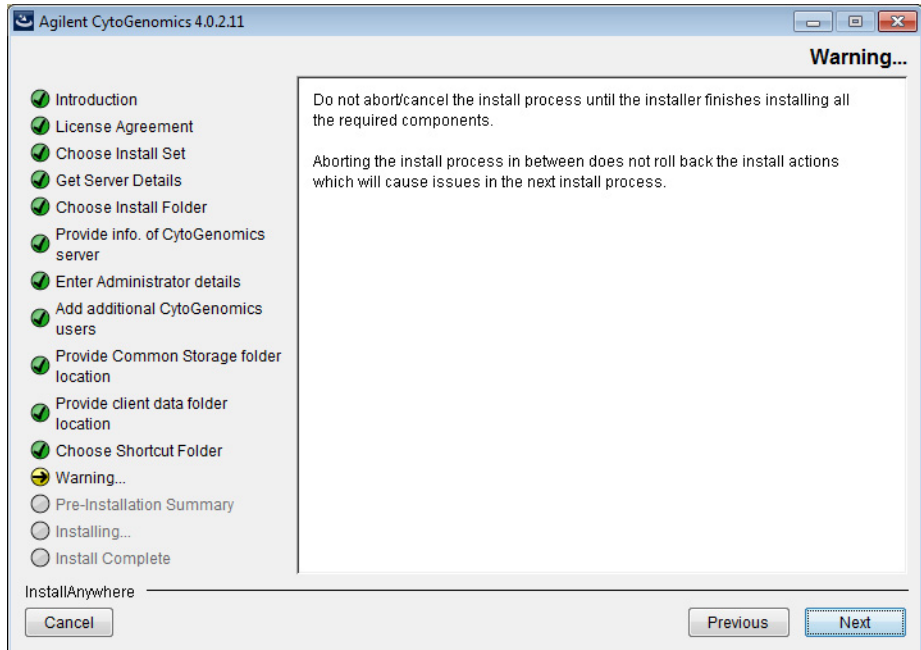 Agilent CytoGenomics 4.0.2.11
Warning...
Introduction
License Agreement
Choose Install Set
Get Server Details
Choose Install Folder
Provide info. of CytoGenomics
server
Enter Administrator details
Add additional CytoGenomics
users
Provide Common Storage folder
location
Provide client data folder
location
Choose Shortcut Folder
Warning...
Pre-Installation Summary
Installing...
Install Complete
Do not abort/cancel the install process until the installer finishes installing all
the required components.
Aborting the install process in between does not roll back the install actions
which will cause issues in the next install process.
InstallAnywhere
Cancel
Previous
Next